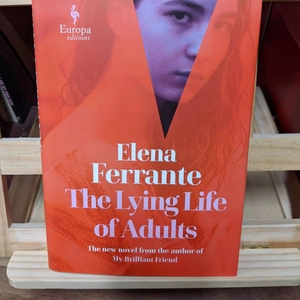 Europa
editions
Elena
Ferrante
The Lying Life
of Adults
The new novel from the author of
My Brilliant Friend